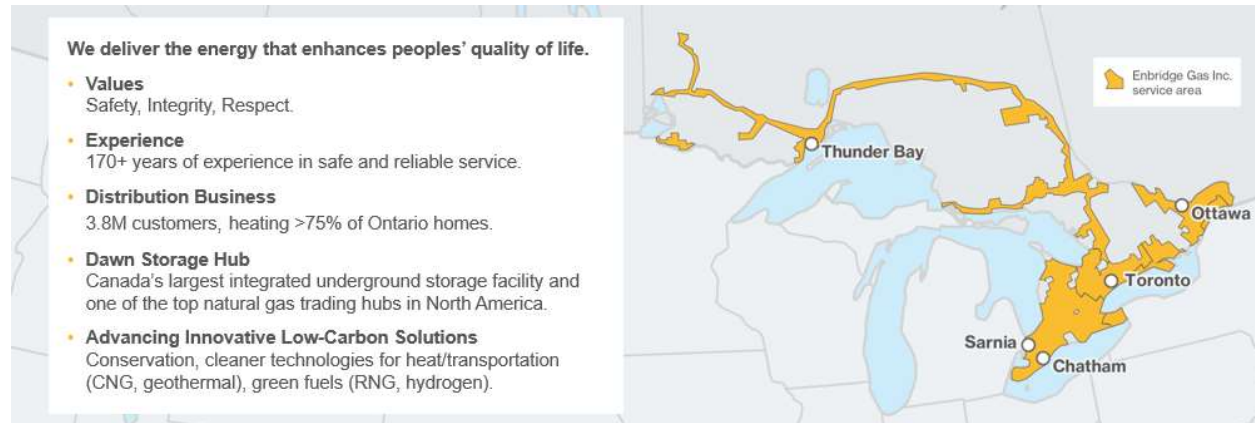 We deliver the energy that enhances peoples' quality of life.
• Values
Safety, Integrity, Respect.
• Experience
170+ years of experience in safe and reliable service.
• Distribution Business
3.8M customers, heating >75% of Ontario homes.
• Dawn Storage Hub
Canada's largest integrated underground storage facility and
one of the top natural gas trading hubs in North America.
• Advancing Innovative Low-Carbon Solutions
Conservation, cleaner technologies for heat/transportation
(CNG, geothermal), green fuels (RNG, hydrogen).
Enbridge Gas Inc.
service area
Thunder Bay
Ottawa
Toronto
Sarnia
Chatham